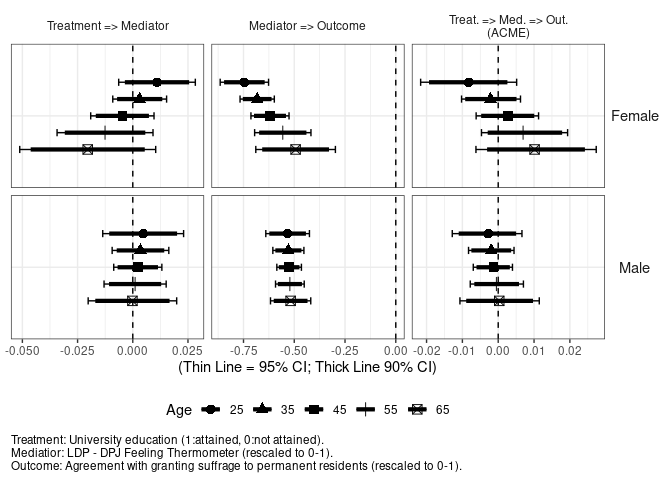 Treatment => Mediator
Mediator => Outcome
Treat. => Med. => Out.
(ACME)
Female
Male
-0.050 -0.025 0.000 0.025
-0.75 -0.50 -0.25 0.00
-0.02 -0.01 0.00 0.01 0.02
(Thin Line = 95% CI; Thick Line 90% CI)
Age 25 35 45 55 65
Treatment: University education (1:attained, 0:not attained).
Mediatior: LDP - DPJ Feeling Thermometer (rescaled to 0-1).
Outcome: Agreement with granting suffrage to permanent residents (rescaled to 0-1).